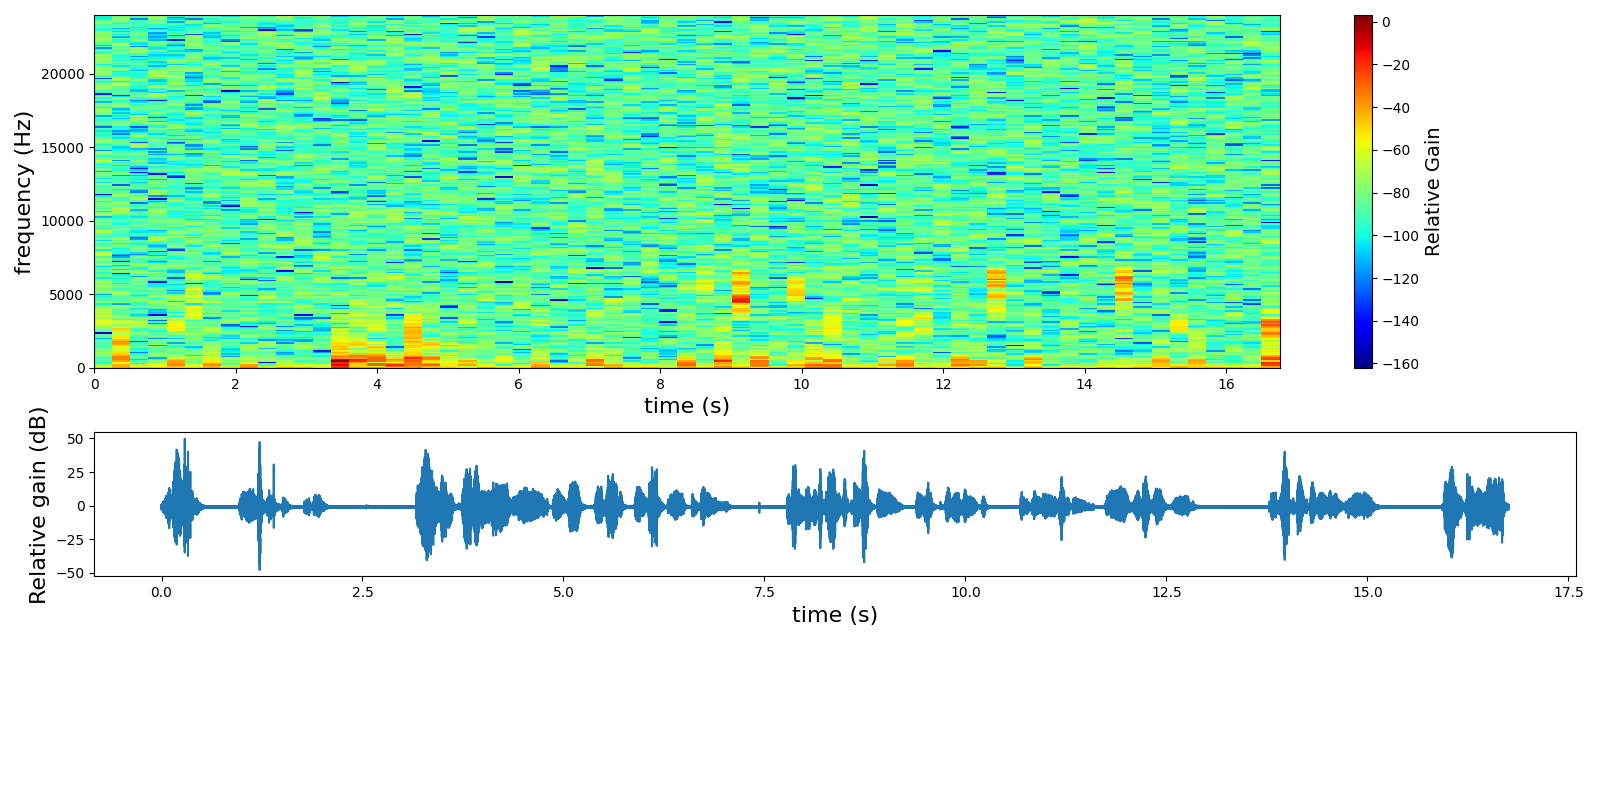 frequency (Hz)
20000
15000
10000
5000
0
0 2 4 6 8 10 12 14 16
time (s)
0
−20
−40
−60
−80
−100
−120
−140
−160
Relative Gain
Relative gain (dB)
50
25
0
−25
−50
0.0 2.5 5.0 7.5 10.0 12.5 15.0 17.5
time (s)